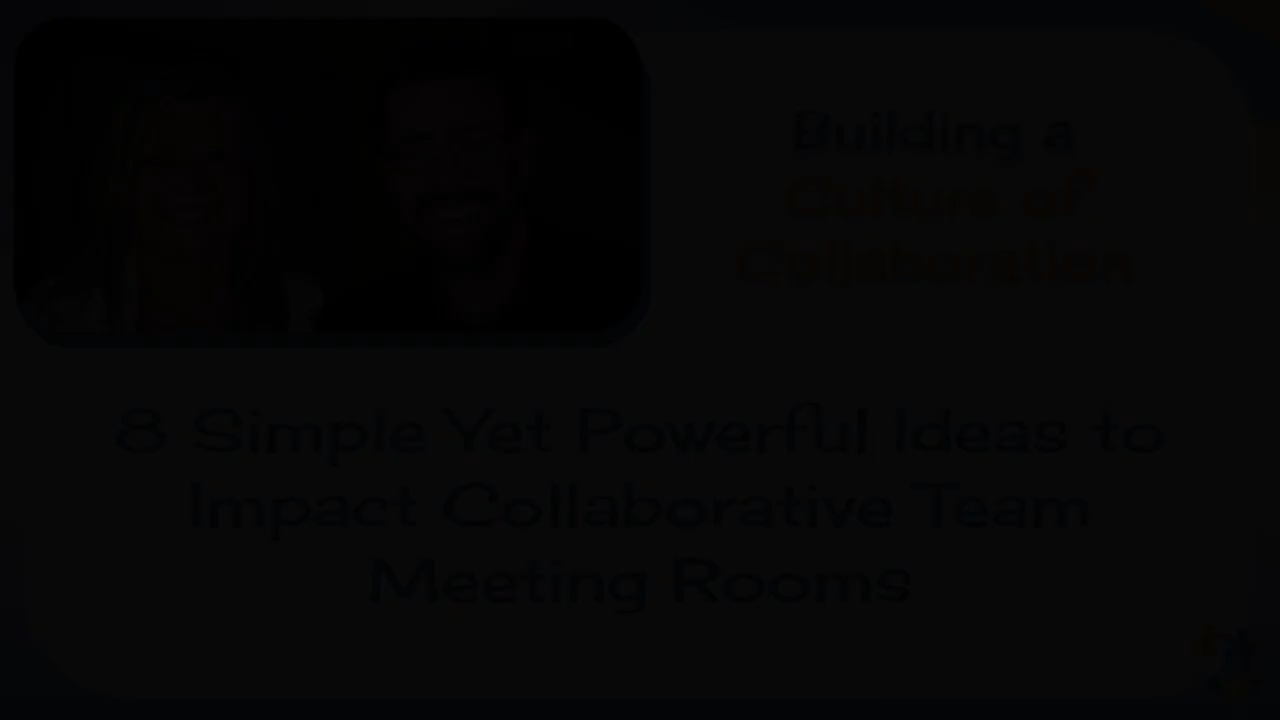 Building a
Culture of
Collaboration
8 Simple Yet Powerful Ideas to
Impact Collaborative Team
Meeting Rooms